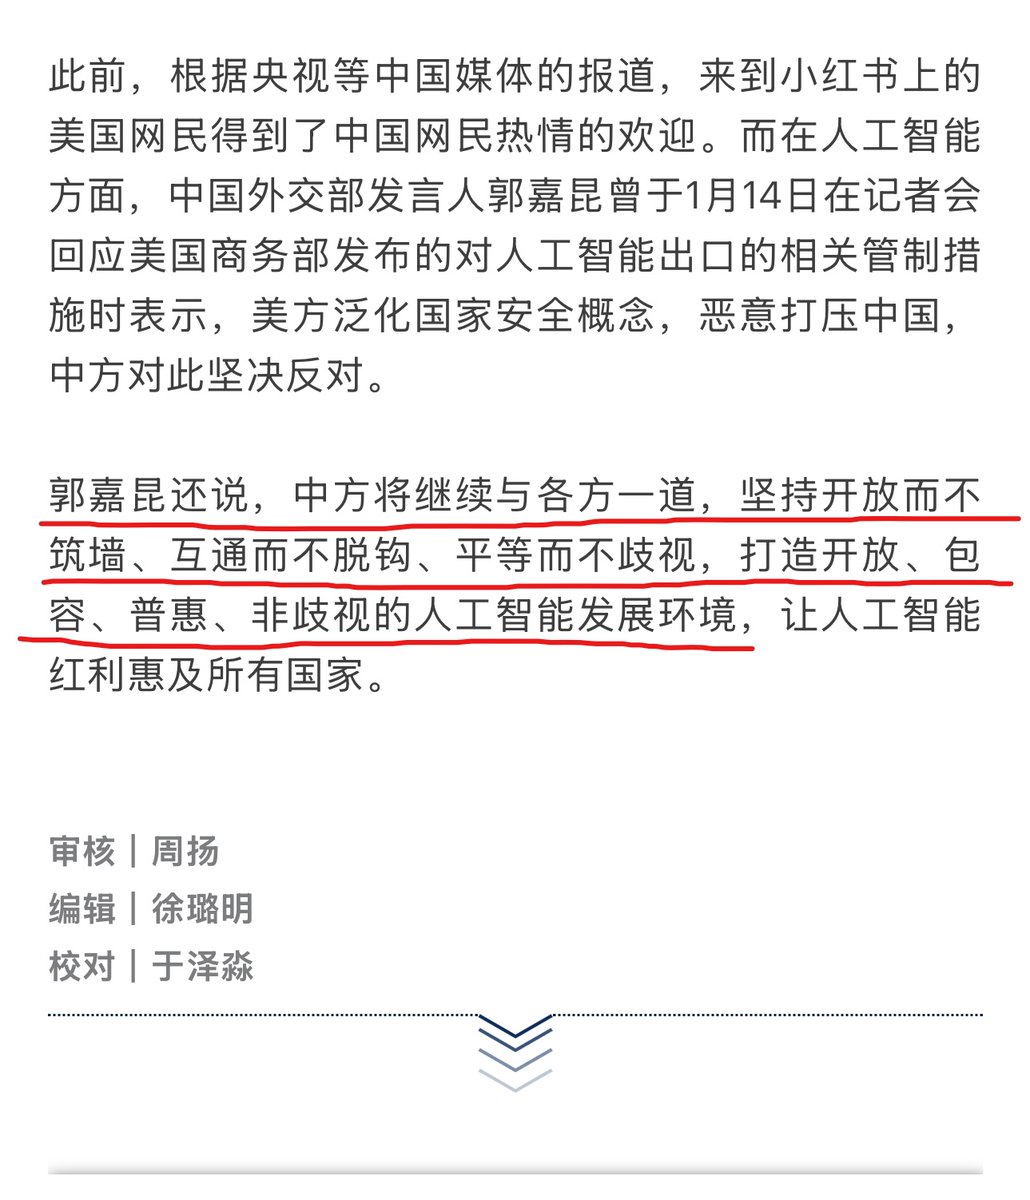 此前，根据央视等中国媒体的报道，来到小红书上的
美国网民得到了中国网民热情的欢迎。而在人工智能
方面，中国外交部发言人郭嘉昆曾于1月14日在记者会
回应美国商务部发布的对人工智能出口的相关管制措
施时表示，美方泛化国家安全概念，恶意打压中国，
中方对此坚决反对。
郭嘉昆还说，中方将继续与各方一道，坚持开放而不
筑墙、互通而不脱钩、平等而不歧视，打造开放、包
容、普惠、非歧视的人工智能发展环境，让人工智能
红利惠及所有国家。
审核｜周扬
编辑｜徐璐明
校对｜于泽淼